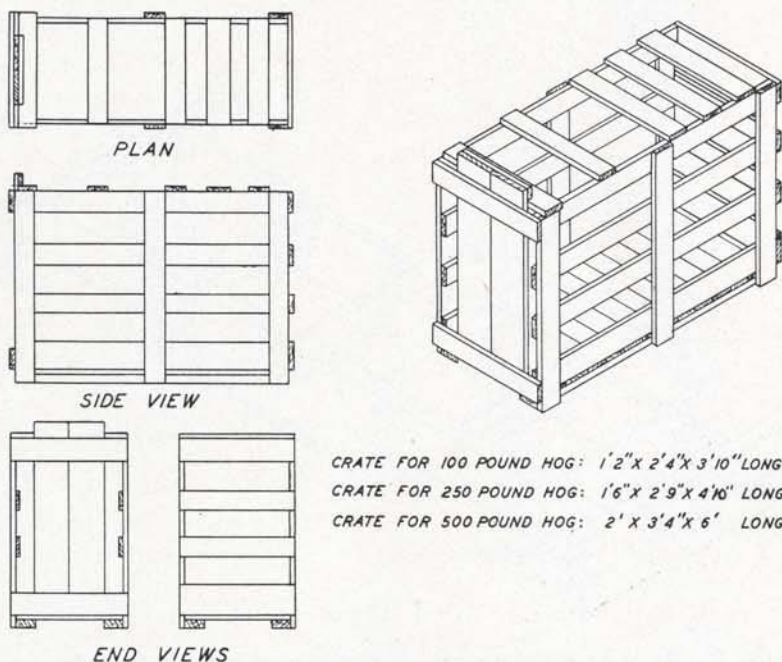 PLAN
SIDE VIEW
CRATE FOR 100 POUND HOG: 1'2" X 2'4" X 3'10" LONG
CRATE FOR 250 POUND HOG: 1'6" X 2'9" X 4'10" LONG
CRATE FOR 500 POUND HOG: 2' X 3'4" X 6' LONG
END VIEWS